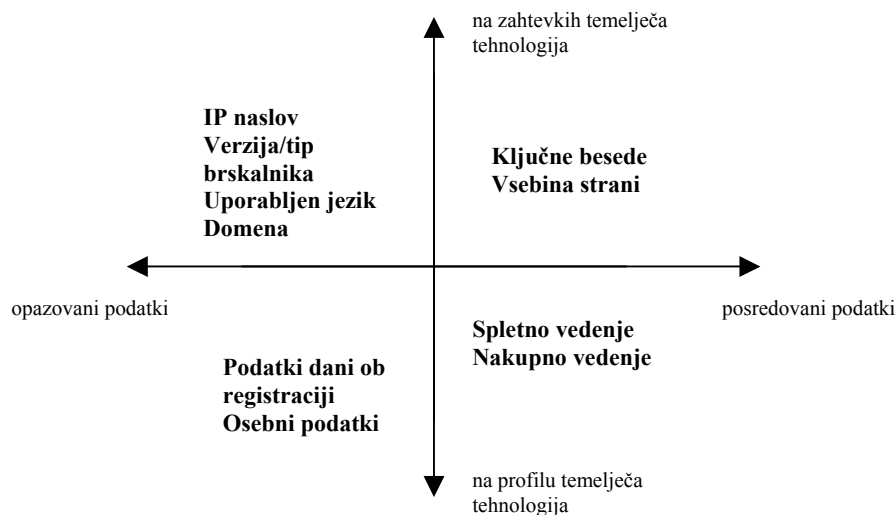 na zahtevkih temelječa
tehnologija
IP naslov
Verzija/tip
brskalnika
Uporabljen jezik
Domena
Ključne besede
Vsebina strani
opazovani podatki
posredovani podatki
Spletno vedenje
Nakupno vedenje
Podatki dani ob
registraciji
Osebni podatki
na profilu temelječa
tehnologija